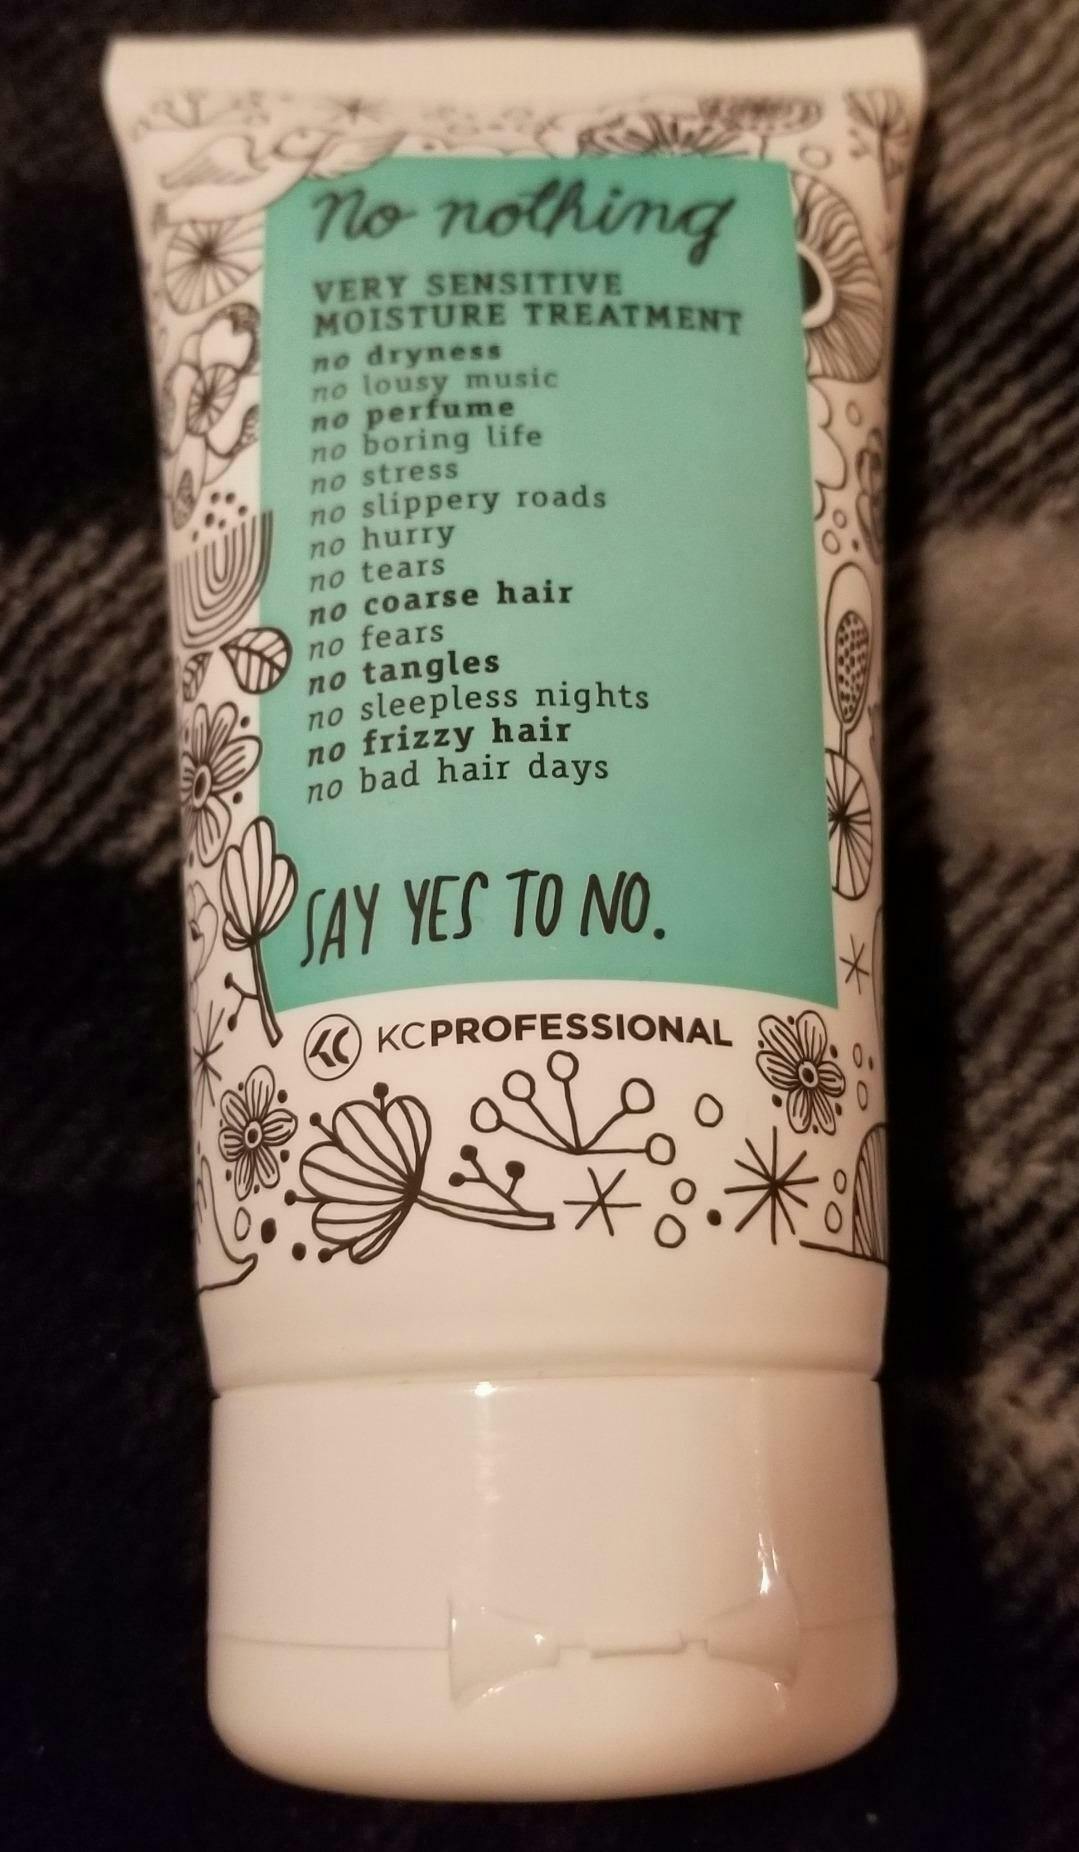 No nothing
VERY SENSITIVE
MOISTURE TREATMENT
no dryness
no lousy music
no perfume
no boring life
no stress
no slippery roads
no hurry
no tears
no coarse hair
no fears
no tangles
no sleepless nights
no frizzy hair
no bad hair days
SAY YES TO NO.
KC KCPROFESSIONAL